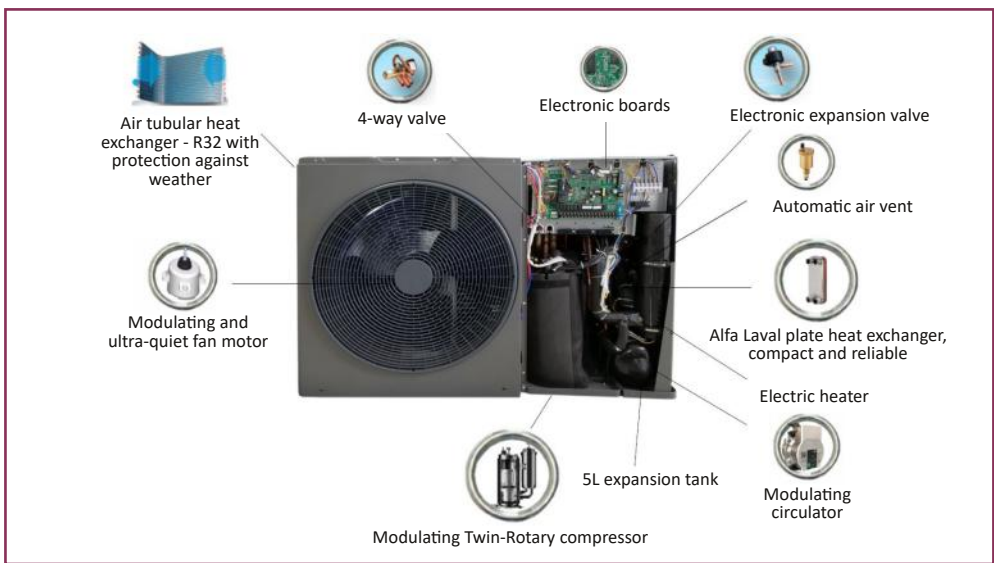 Air tubular heat
exchanger - R32 with
protection against
weather
4-way valve
Electronic boards
Electronic expansion valve
Automatic air vent
Modulating and
ultra-quiet fan motor
Alfa Laval plate heat exchanger,
compact and reliable
Electric heater
5L expansion tank
Modulating
circulator
Modulating Twin-Rotary compressor